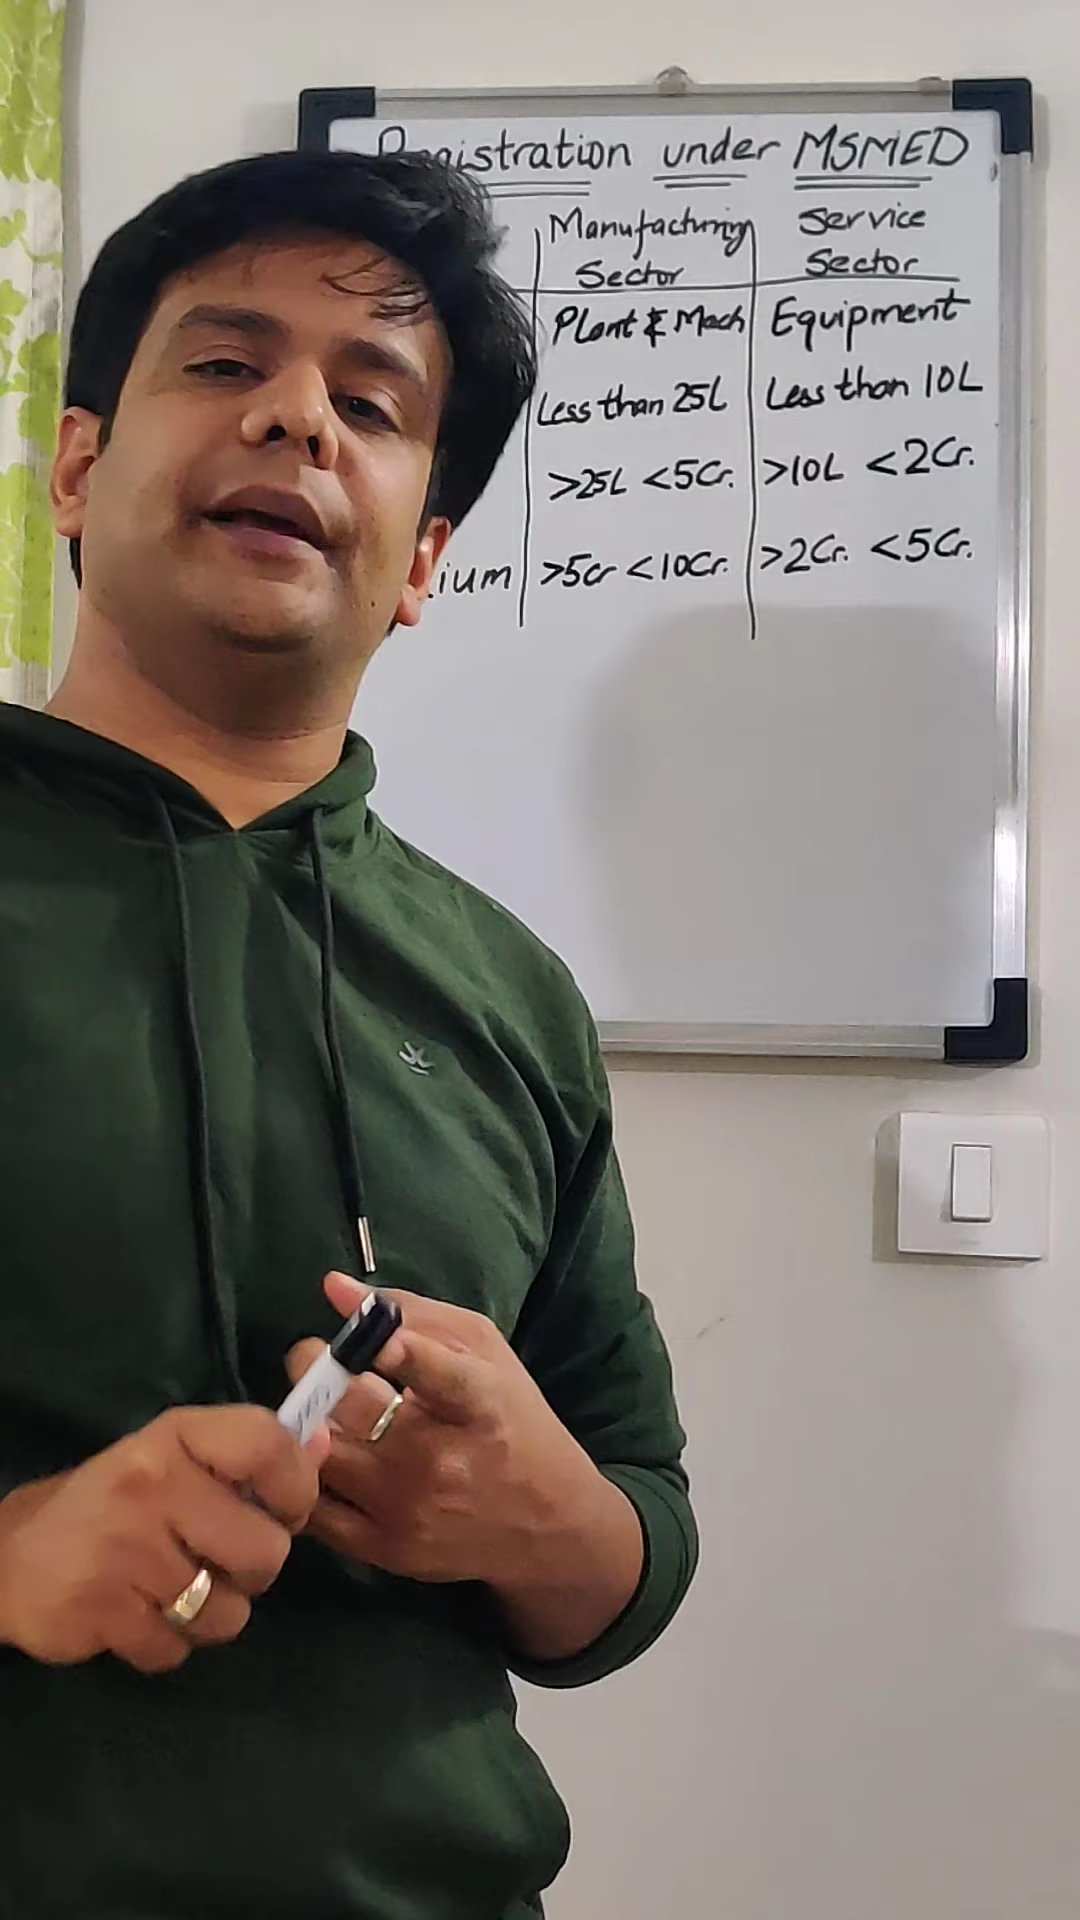 Registration under MSMED
Manufacturing Sector
Service Sector
Plant & Mach
Equipment
Less than 25L
Less than 10L
>25L <5Cr.
>10L <2Cr.
ium
>5Cr <10Cr.
>2Cr. <5Cr.